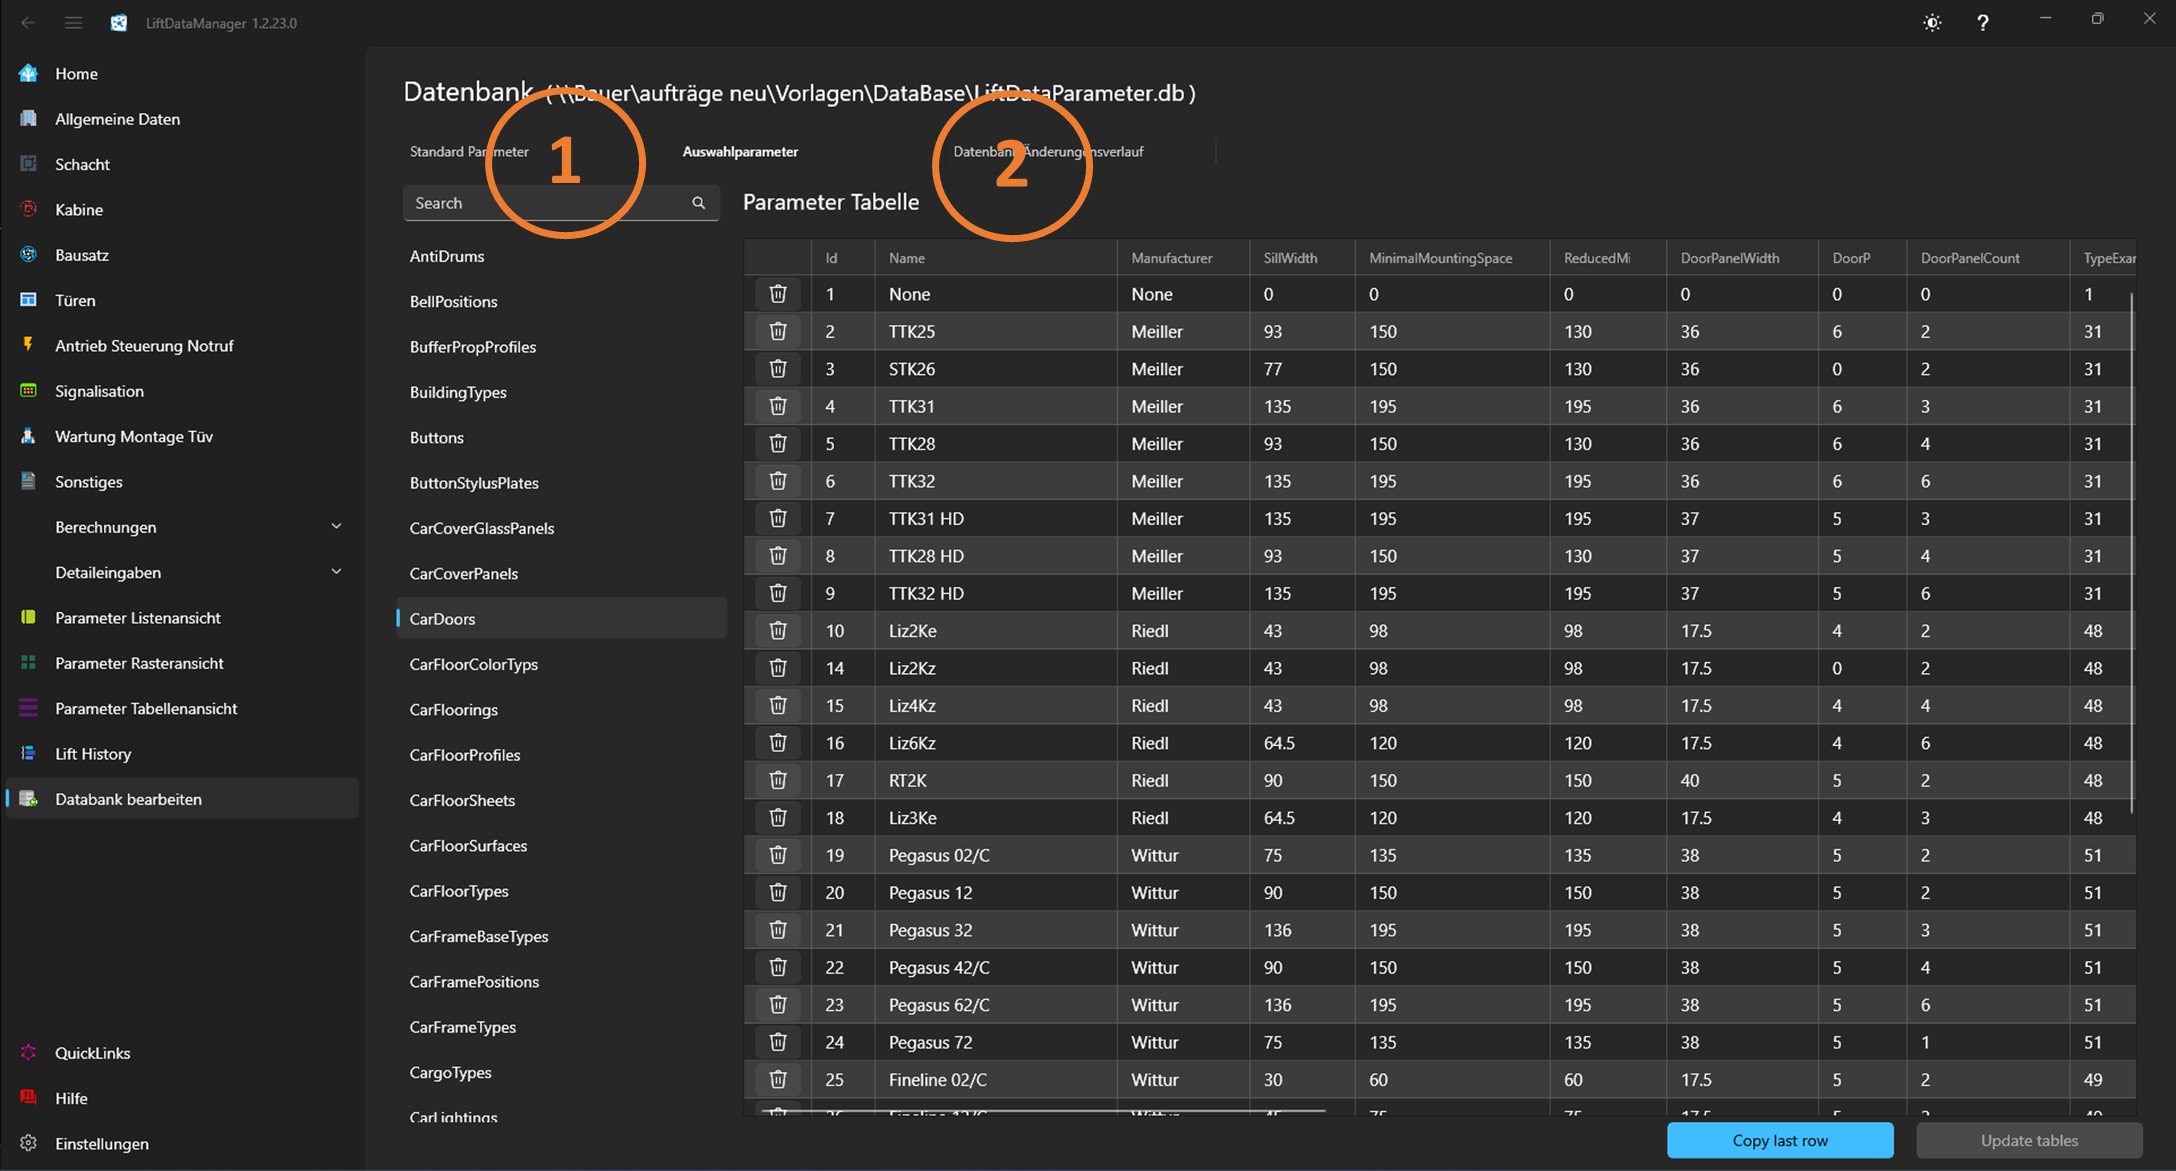 LiftDataManager 1.2.23.0
?
Home
Allgemeine Daten
Schacht
Kabine
Bausatz
Türen
Antrieb Steuerung Notruf
Signalisation
Wartung Montage Tüv
Sonstiges
Berechnungen
Detaileingaben
Parameter Listenansicht
Parameter Rasteransicht
Parameter Tabellenansicht
Lift History
Databank bearbeiten
QuickLinks
Hilfe
Einstellungen
Datenbank (\\Bauer\aufträge neu\Vorlagen\DataBase\LiftDataParameter.db)
Standard Parameter Auswahlparameter Datenbank Änderungensverlauf
1
2
Search
AntiDrums
BellPositions
BufferPropProfiles
BuildingTypes
Buttons
ButtonStylusPlates
CarCoverGlassPanels
CarCoverPanels
CarDoors
CarFloorColorTyps
CarFloorings
CarFloorProfiles
CarFloorSheets
CarFloorSurfaces
CarFloorTypes
CarFrameBaseTypes
CarFramePositions
CarFrameTypes
CargoTypes
CarLightings
Parameter Tabelle
Id Name Manufacturer SillWidth MinimalMountingSpace ReducedMi DoorPanelWidth DoorP DoorPanelCount TypeExar
1 None None 0 0 0 0 0 0 1
2 TTK25 Meiller 93 150 130 36 6 2 31
3 STK26 Meiller 77 150 130 36 0 2 31
4 TTK31 Meiller 135 195 195 36 6 3 31
5 TTK28 Meiller 93 150 130 36 6 4 31
6 TTK32 Meiller 135 195 195 36 6 6 31
7 TTK31 HD Meiller 135 195 195 37 5 3 31
8 TTK28 HD Meiller 93 150 130 37 5 4 31
9 TTK32 HD Meiller 135 195 195 37 5 6 31
10 Liz2Ke Riedl 43 98 98 17.5 4 2 48
14 Liz2Kz Riedl 43 98 98 17.5 0 2 48
15 Liz4Kz Riedl 43 98 98 17.5 4 4 48
16 Liz6Kz Riedl 64.5 120 120 17.5 4 6 48
17 RT2K Riedl 90 150 150 40 5 2 48
18 Liz3Ke Riedl 64.5 120 120 17.5 4 3 48
19 Pegasus 02/C Wittur 75 135 135 38 5 2 51
20 Pegasus 12 Wittur 90 150 150 38 5 2 51
21 Pegasus 32 Wittur 136 195 195 38 5 3 51
22 Pegasus 42/C Wittur 90 150 150 38 5 4 51
23 Pegasus 62/C Wittur 136 195 195 38 5 6 51
24 Pegasus 72 Wittur 75 135 135 38 5 1 51
25 Fineline 02/C Wittur 30 60 60 17.5 5 2 49
Copy last row
Update tables